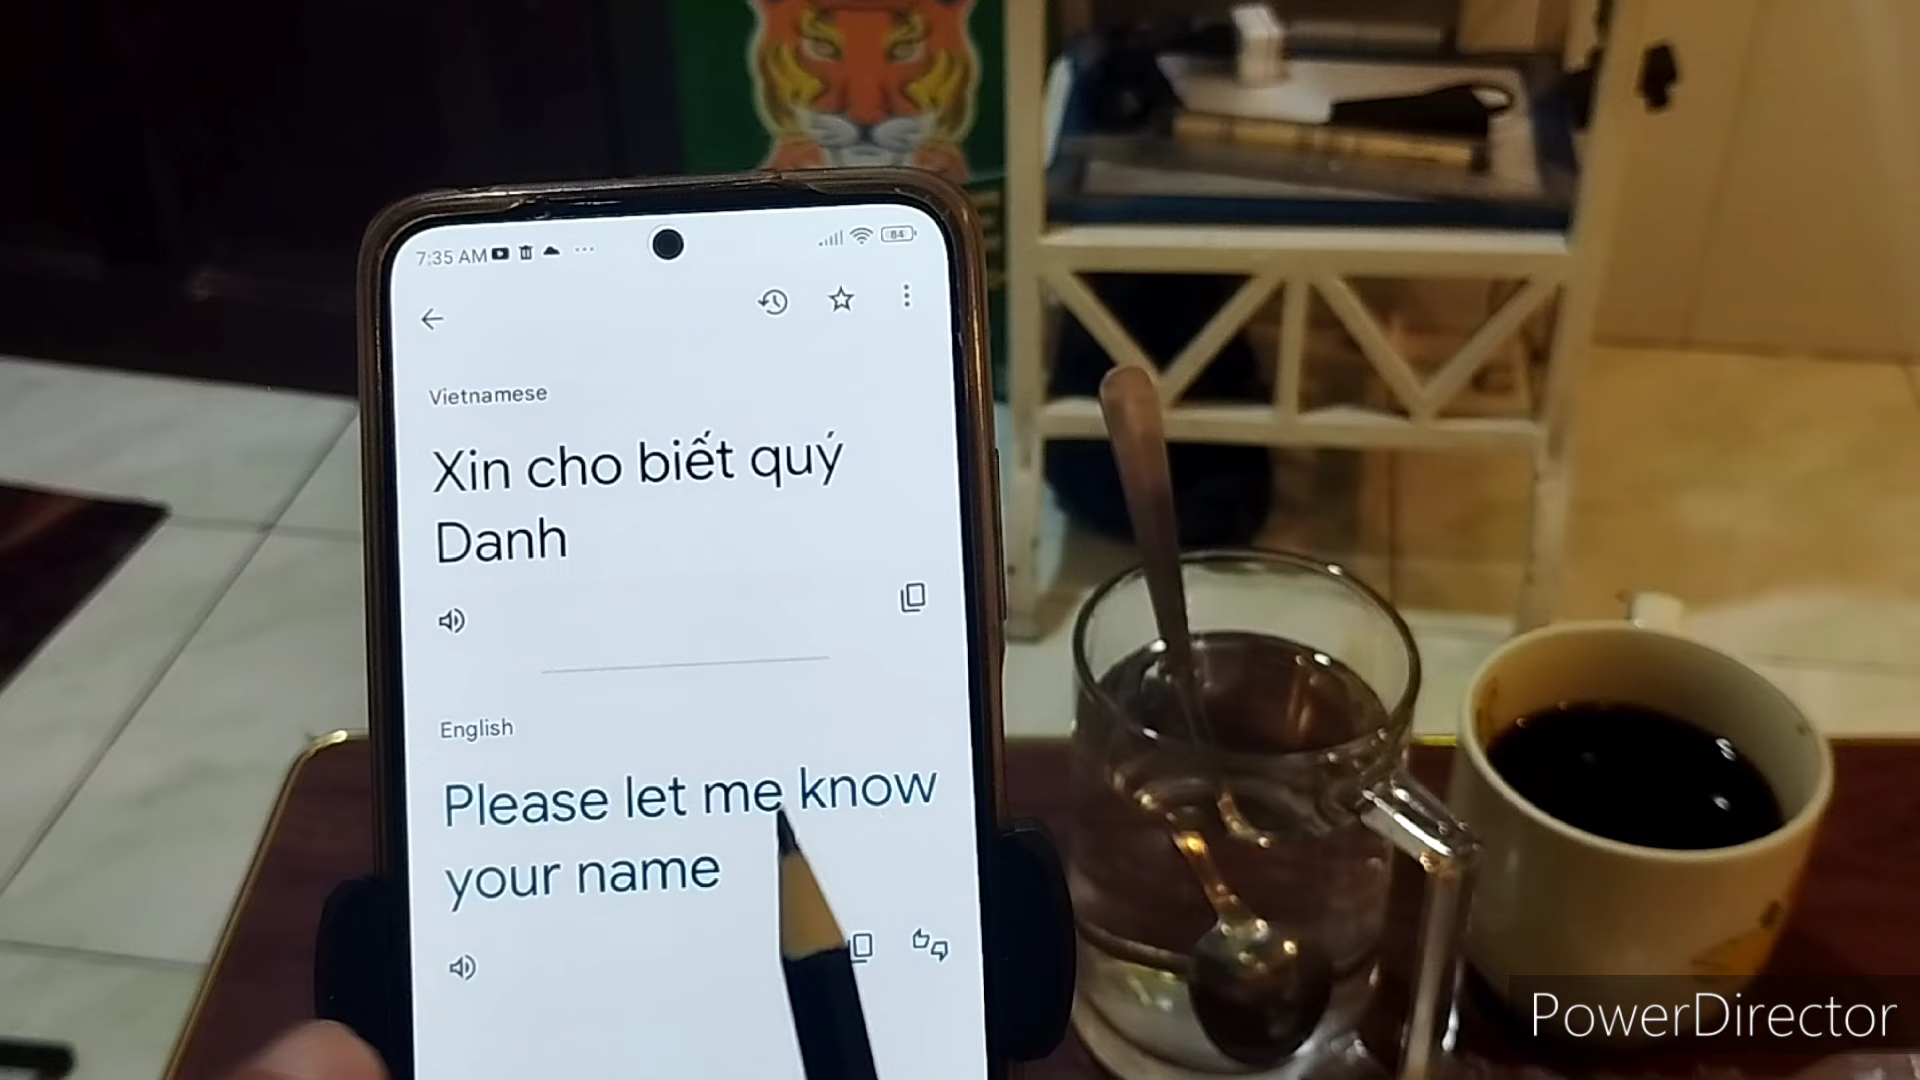 7:35 AM
84
Vietnamese
Xin cho biết quý
Danh
English
Please let me know
your name
PowerDirector